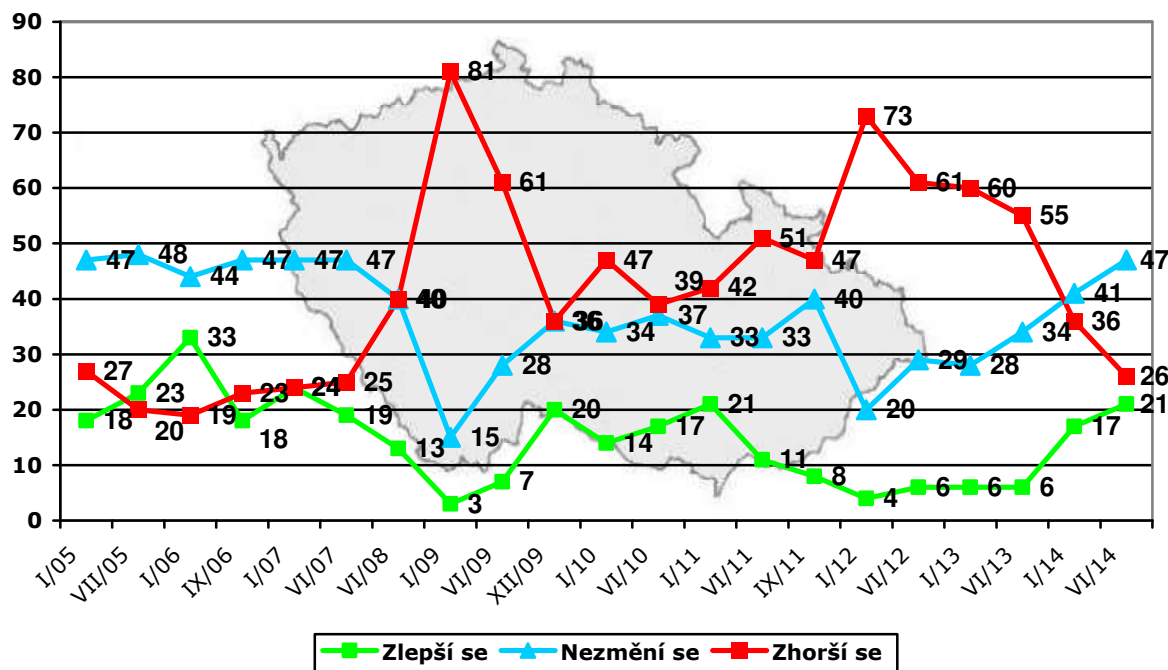 90
80
70
60
50
40
30
20
10
0
47 48 44 47 47 47 40 15 28 36 34 37 33 33 40 20 29 28 34 41 47
27 20 19 23 24 25 40 81 61 36 47 39 42 51 47 73 61 60 55 36 26
18 23 33 18 24 19 13 3 7 20 14 17 21 11 8 4 6 6 6 17 21
I/05
VII/05
I/06
IX/06
I/07
VI/07
VI/08
I/09
VI/09
XII/09
I/10
VI/10
I/11
VI/11
IX/11
I/12
VI/12
I/13
VI/13
I/14
VI/14
Zlepší se Nezmění se Zhorší se